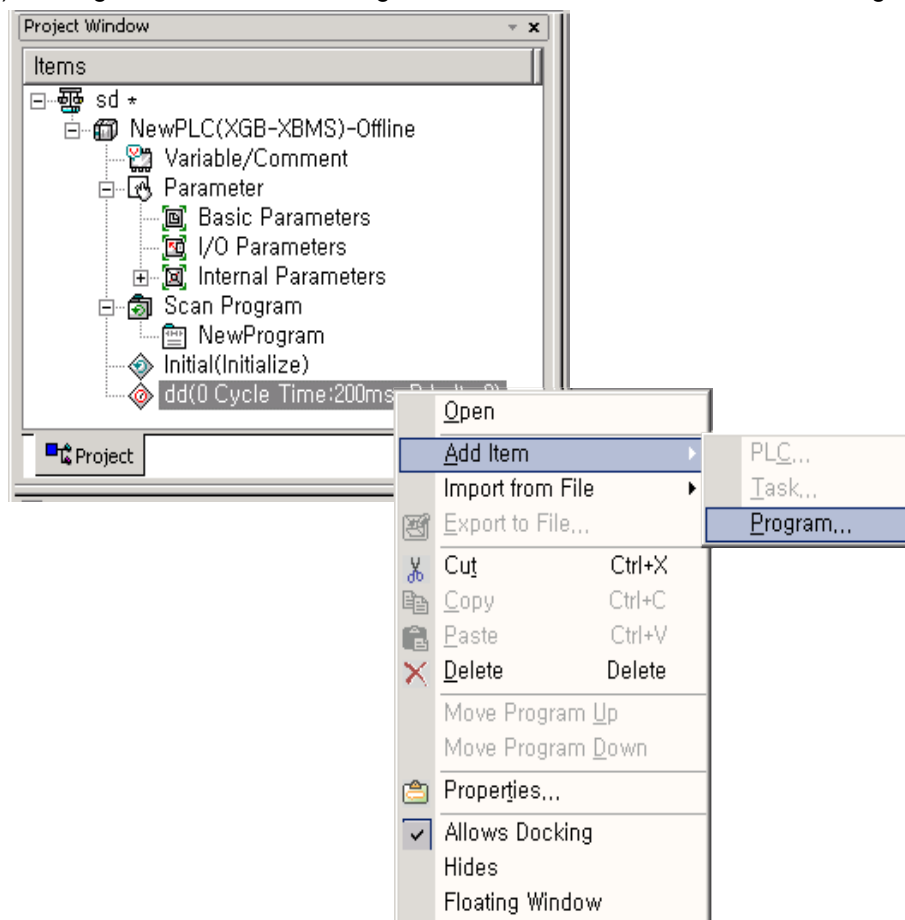 Project Window
Items
sd *
NewPLC(XGB-XBMS)-Offline
Variable/Comment
Parameter
Basic Parameters
I/O Parameters
Internal Parameters
Scan Program
NewProgram
Initial(Initialize)
dd(0 Cycle Time:200ms
Project
Open
Add Item
Import from File
Export to File...
Cut Ctrl+X
Copy Ctrl+C
Paste Ctrl+V
Delete Delete
Move Program Up
Move Program Down
Properties...
Allows Docking
Hides
Floating Window
PLC...
Task...
Program...